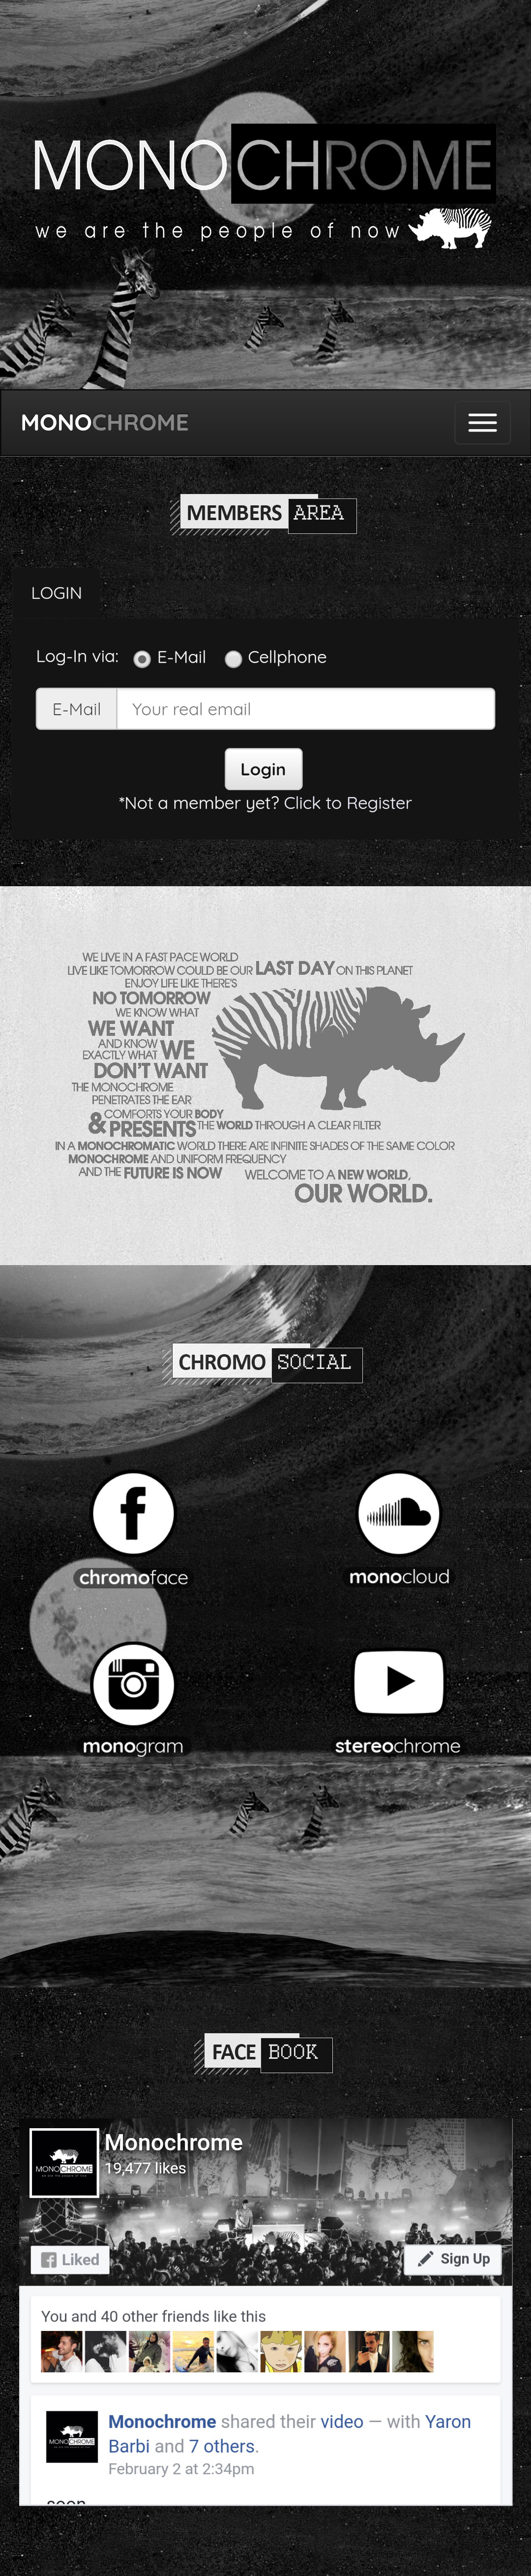 MONOCHROME
we are the people of now
MONOCHROME
MEMBERS AREA
LOGIN
Log-In via: E-Mail Cellphone
E-Mail Your real email
Login
*Not a member yet? Click to Register
WE LIVE IN A FAST PACE WORLD
LIVE LIKE TOMORROW COULD BE OUR LAST DAY ON THIS PLANET
ENJOY LIFE LIKE THERE'S
NO TOMORROW
WE KNOW WHAT
WE WANT
AND KNOW
EXACTLY WHAT WE
DON'T WANT
THE MONOCHROME
PENETRATES THE EAR
COMFORTS YOUR BODY
& PRESENTS THE WORLD THROUGH A CLEAR FILTER
IN A MONOCHROMATIC WORLD THERE ARE INFINITE SHADES OF THE SAME COLOR
MONOCHROME AND UNIFORM FREQUENCY
AND THE FUTURE IS NOW WELCOME TO A NEW WORLD,
OUR WORLD.
CHROMO SOCIAL
chromoface
monocloud
monogram
stereochrome
FACE BOOK
Monochrome
19,477 likes
MONOCHROME
Liked
Sign Up
You and 40 other friends like this
Monochrome shared their video — with Yaron
Barbi and 7 others.
MONOCHROME
February 2 at 2:34pm
soon